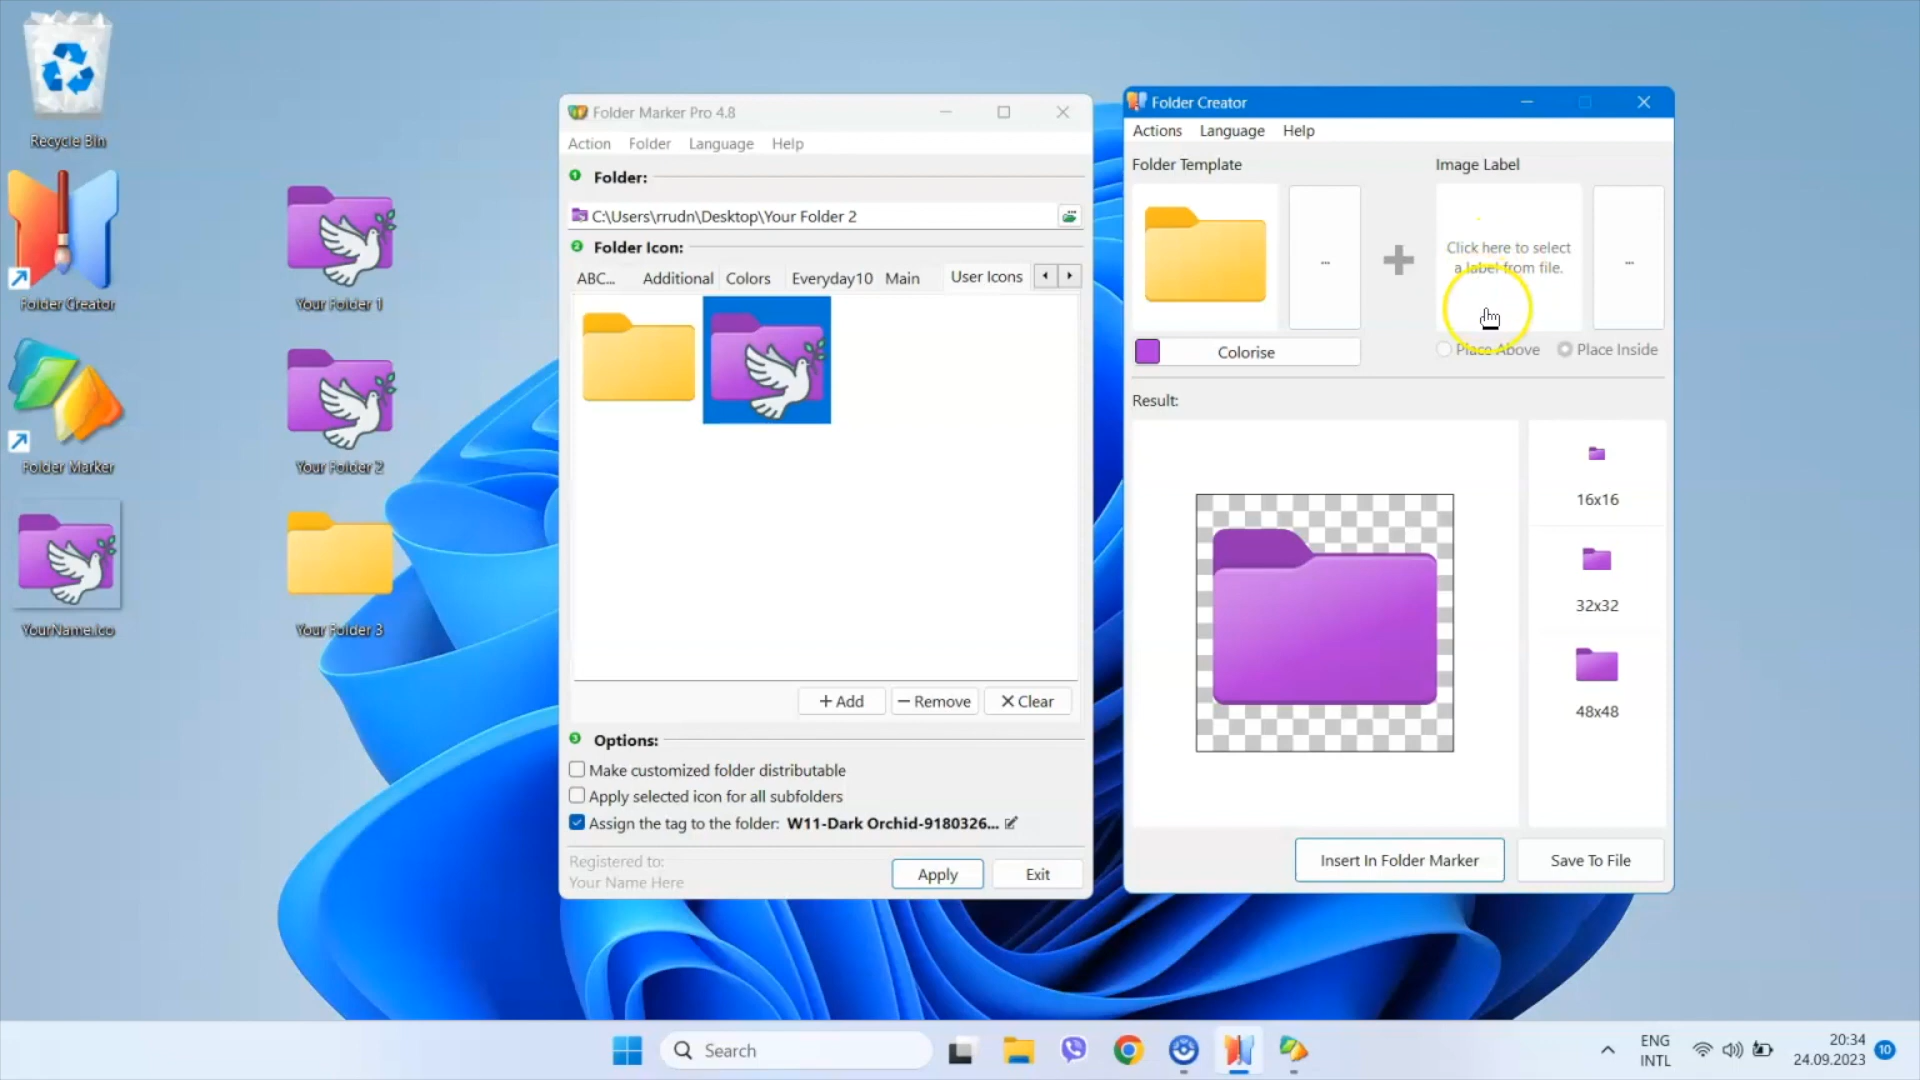 Recycle Bin
Folder Creator
Folder Marker
YourName.ico
Your Folder 1
Your Folder 2
Your Folder 3
Folder Marker Pro 4.8
Action Folder Language Help
1 Folder:
C:\Users\rrudn\Desktop\Your Folder 2
2 Folder Icon:
ABC... Additional Colors Everyday10 Main User Icons
+ Add
Remove
Clear
3 Options:
Make customized folder distributable
Apply selected icon for all subfolders
Assign the tag to the folder: W11-Dark Orchid-9180326...
Registered to:
Your Name Here
Apply
Exit
Folder Creator
Actions Language Help
Folder Template
Image Label
...
Click here to select
a label from file.
...
Colorise
Place Above
Place Inside
Result:
16x16
32x32
48x48
Insert In Folder Marker
Save To File
Search
ENG
INTL
20:34
24.09.2023
10